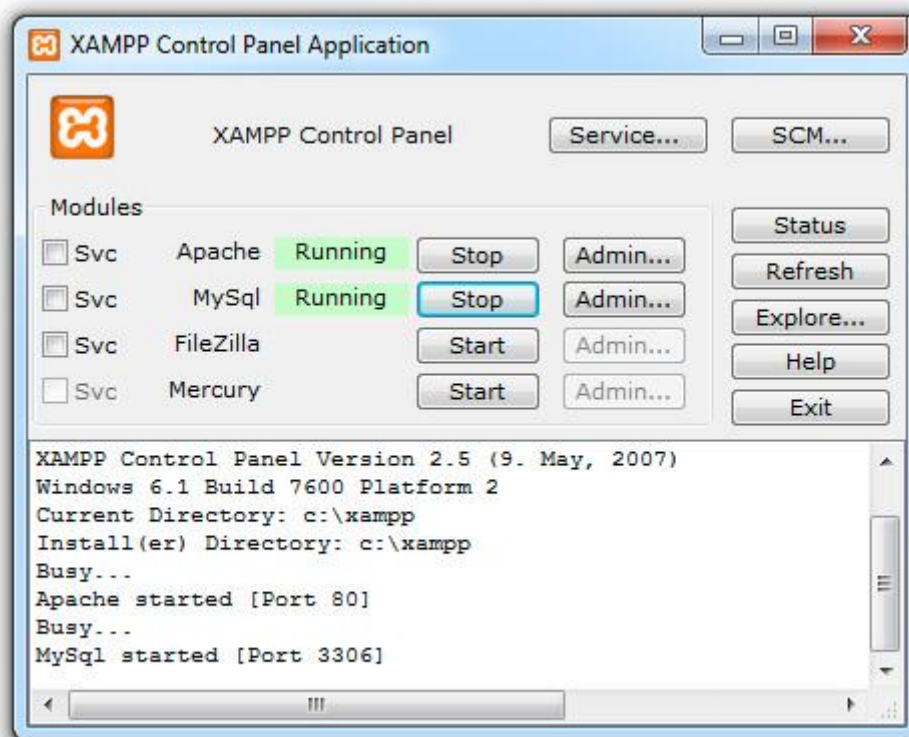 XAMPP Control Panel Application
XAMPP Control Panel Service... SCM...
Modules
Svc Apache Running Stop Admin...
Svc MySql Running Stop Admin...
Svc FileZilla Start Admin...
Svc Mercury Start Admin...
Status
Refresh
Explore...
Help
Exit
XAMPP Control Panel Version 2.5 (9. May, 2007)
Windows 6.1 Build 7600 Platform 2
Current Directory: c:\xampp
Install(er) Directory: c:\xampp
Busy...
Apache started [Port 80]
Busy...
MySql started [Port 3306]